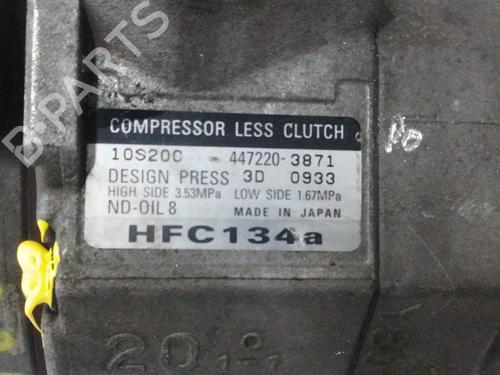 B-PARTS
COMPRESSOR LESS CLUTCH
10S20C - 447220-3871
DESIGN PRESS 3D 0933
HIGH SIDE 3.53MPa LOW SIDE 1.67MPa
ND-OIL 8 MADE IN JAPAN
HFC134a
20